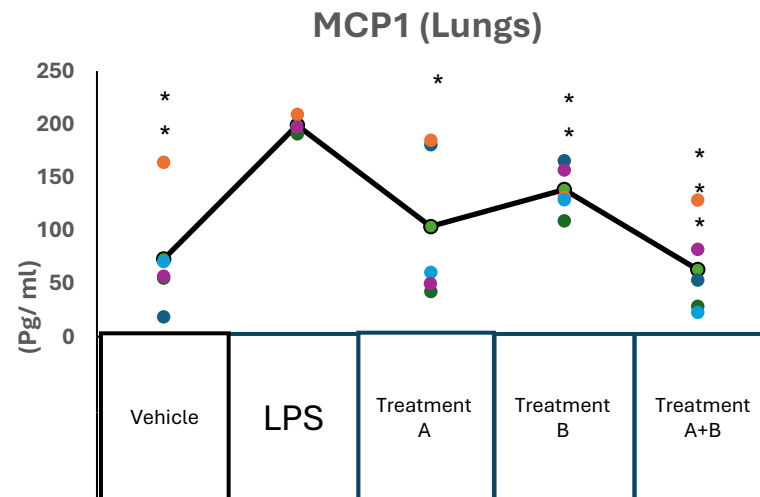 MCP1 (Lungs)
250
200
150
100
50
0
(Pg/ ml)
*
*
*
*
*
*
*
*
Vehicle
LPS
Treatment
A
Treatment
B
Treatment
A+B